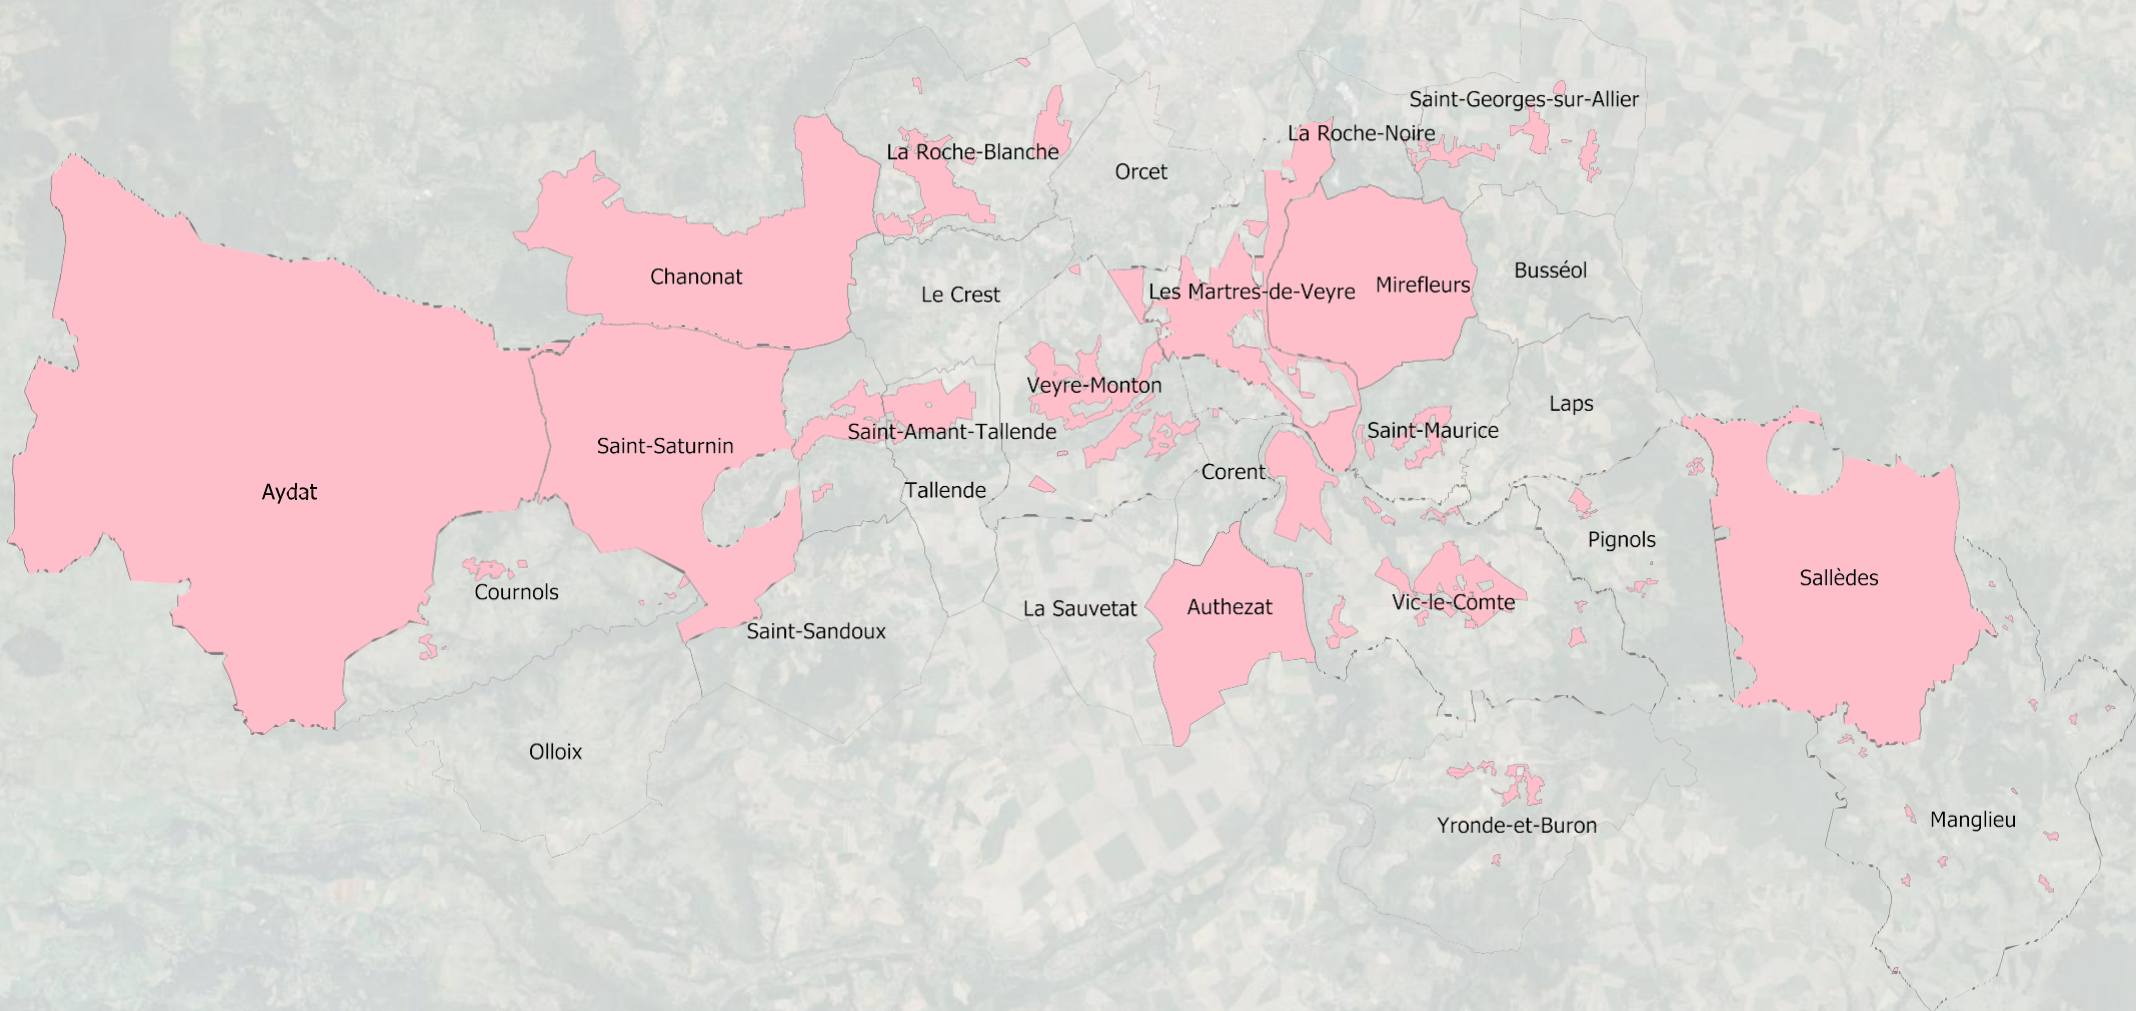 Saint-Georges-sur-Allier
La Roche-Noire
La Roche-Blanche
Orcet
Busséol
Chanonat
Mirefleurs
Les Martres-de-Veyre
Le Crest
Veyre-Monton
Laps
Saint-Maurice
Saint-Amant-Tallende
Saint-Saturnin
Corent
Tallende
Aydat
Pignols
Sallèdes
Cournols
Vic-le-Comte
Authezat
La Sauvetat
Saint-Sandoux
Olloix
Manglieu
Yronde-et-Buron